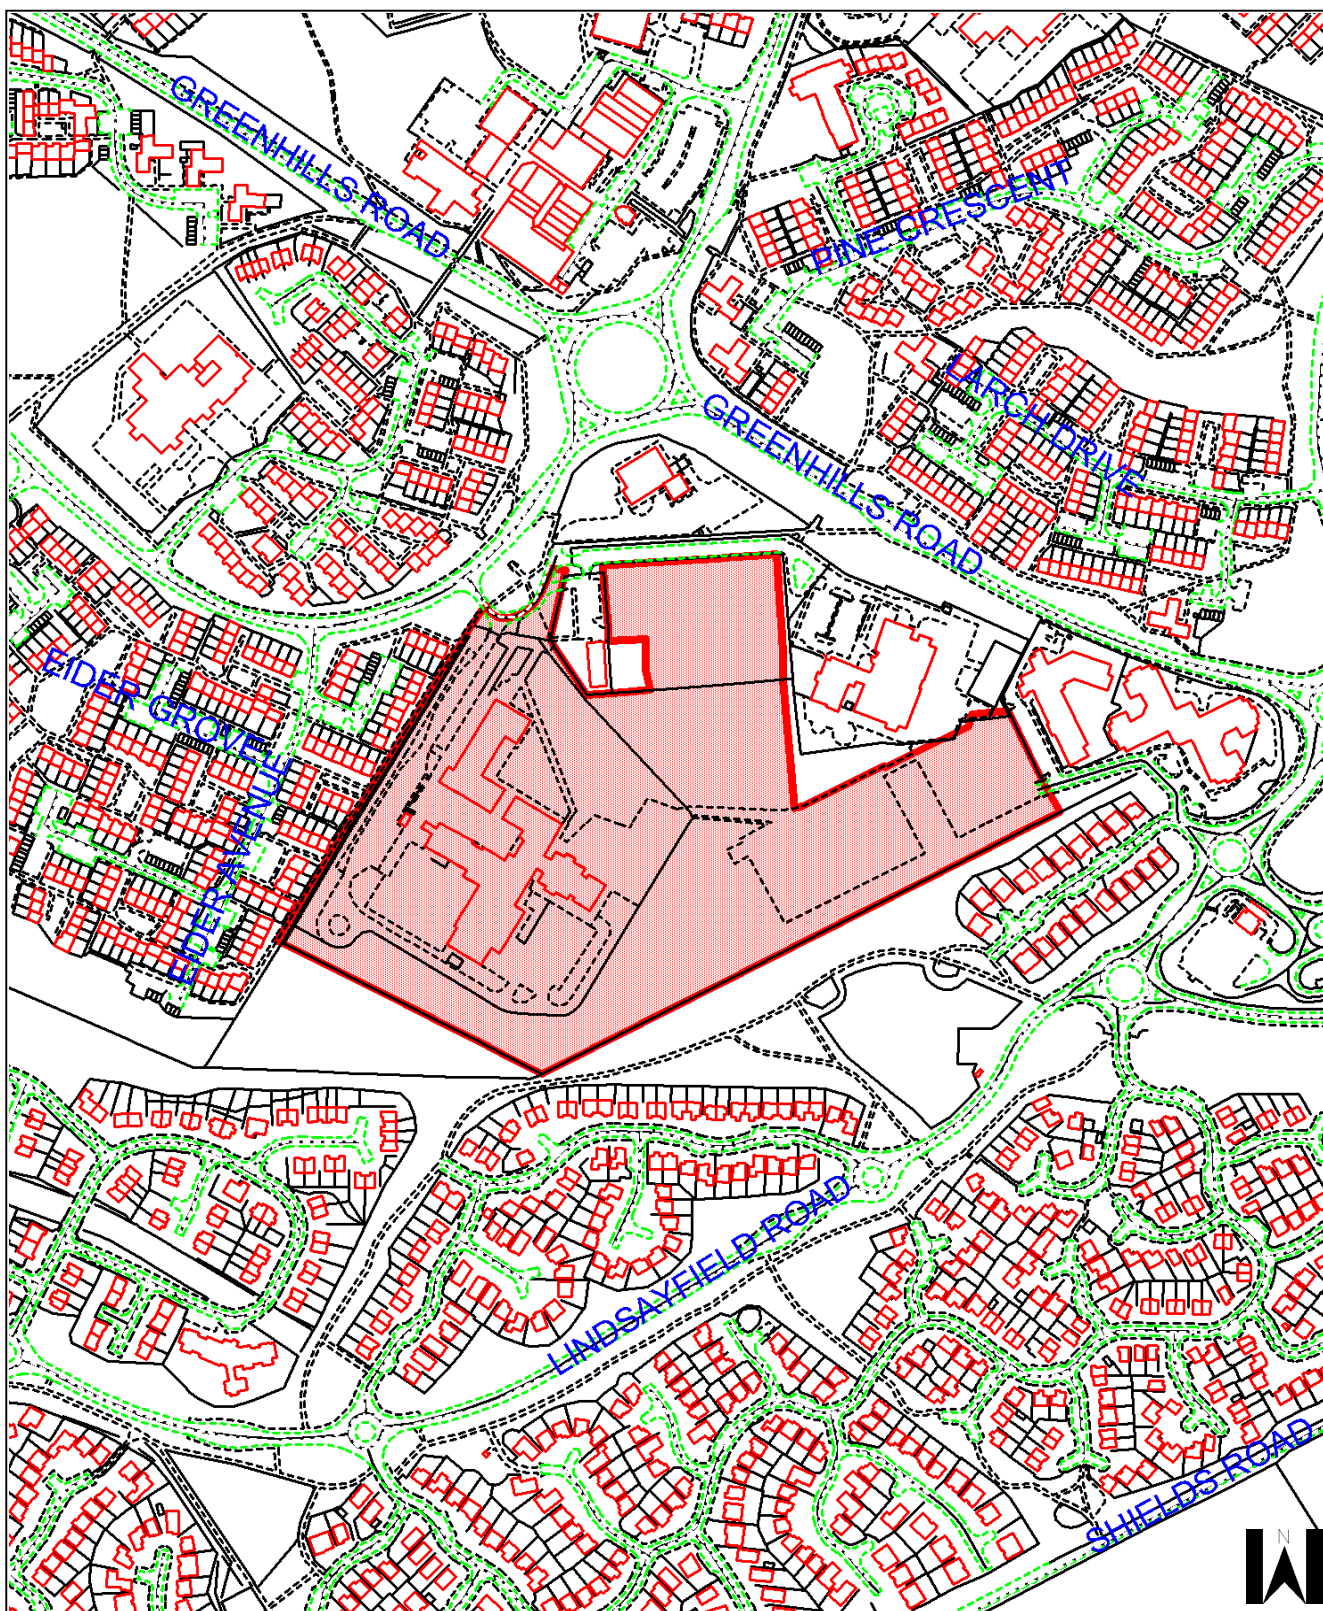 GREENHILLS ROAD
PINE CRESCENT
LARCH DRIVE
GREENHILLS ROAD
EIDER GROVE
EIDER AVENUE
LINDSAYFIELD ROAD
SHIELDS ROAD
N